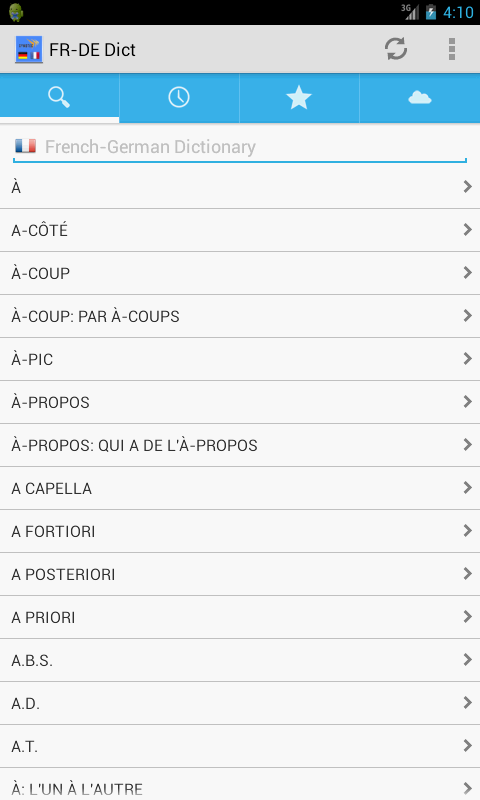 3G 4:10
FR-DE Dict
French-German Dictionary
À
A-CÔTÉ
À-COUP
À-COUP: PAR À-COUPS
À-PIC
À-PROPOS
À-PROPOS: QUI A DE L'À-PROPOS
A CAPELLA
A FORTIORI
A POSTERIORI
A PRIORI
A.B.S.
A.D.
A.T.
À: L'UN À L'AUTRE